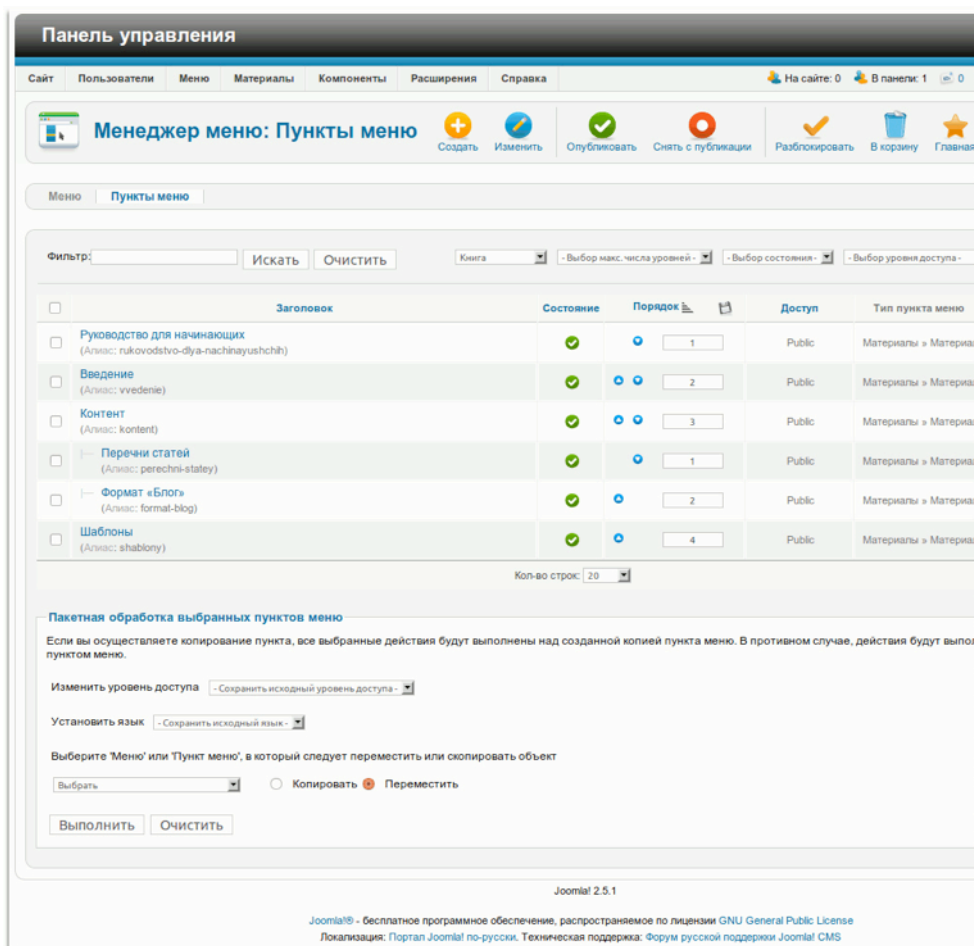 Панель управления
Сайт Пользователи Меню Материалы Компоненты Расширения Справка На сайте: 0 В панели: 1 0
Менеджер меню: Пункты меню
Создать Изменить Опубликовать Снять с публикации Разблокировать В корзину Главная
Меню Пункты меню
Фильтр: Искать Очистить Книга - Выбор макс. числа уровней - - Выбор состояния - - Выбор уровня доступа -
Заголовок Состояние Порядок Доступ Тип пункта меню
Руководство для начинающих 1 Public Материалы » Материа
(Алиас: rukovodstvo-dlya-nachinayushchih)
Введение 2 Public Материалы » Материа
(Алиас: vvedenie)
Контент 3 Public Материалы » Материа
(Алиас: kontent)
Перечни статей 1 Public Материалы » Материа
(Алиас: perechni-statey)
Формат «Блог» 2 Public Материалы » Материа
(Алиас: format-blog)
Шаблоны 4 Public Материалы » Материа
(Алиас: shablony)
Кол-во строк: 20
Пакетная обработка выбранных пунктов меню
Если вы осуществляете копирование пункта, все выбранные действия будут выполнены над созданной копией пункта меню. В противном случае, действия будут выпол
пунктом меню.
Изменить уровень доступа - Сохранить исходный уровень доступа -
Установить язык - Сохранить исходный язык -
Выберите 'Меню' или 'Пункт меню', в который следует переместить или скопировать объект
Выбрать Копировать Переместить
Выполнить Очистить
Joomla! 2.5.1
Joomla!® - бесплатное программное обеспечение, распространяемое по лицензии GNU General Public License
Локализация: Портал Joomla! по-русски. Техническая поддержка: Форум русской поддержки Joomla! CMS